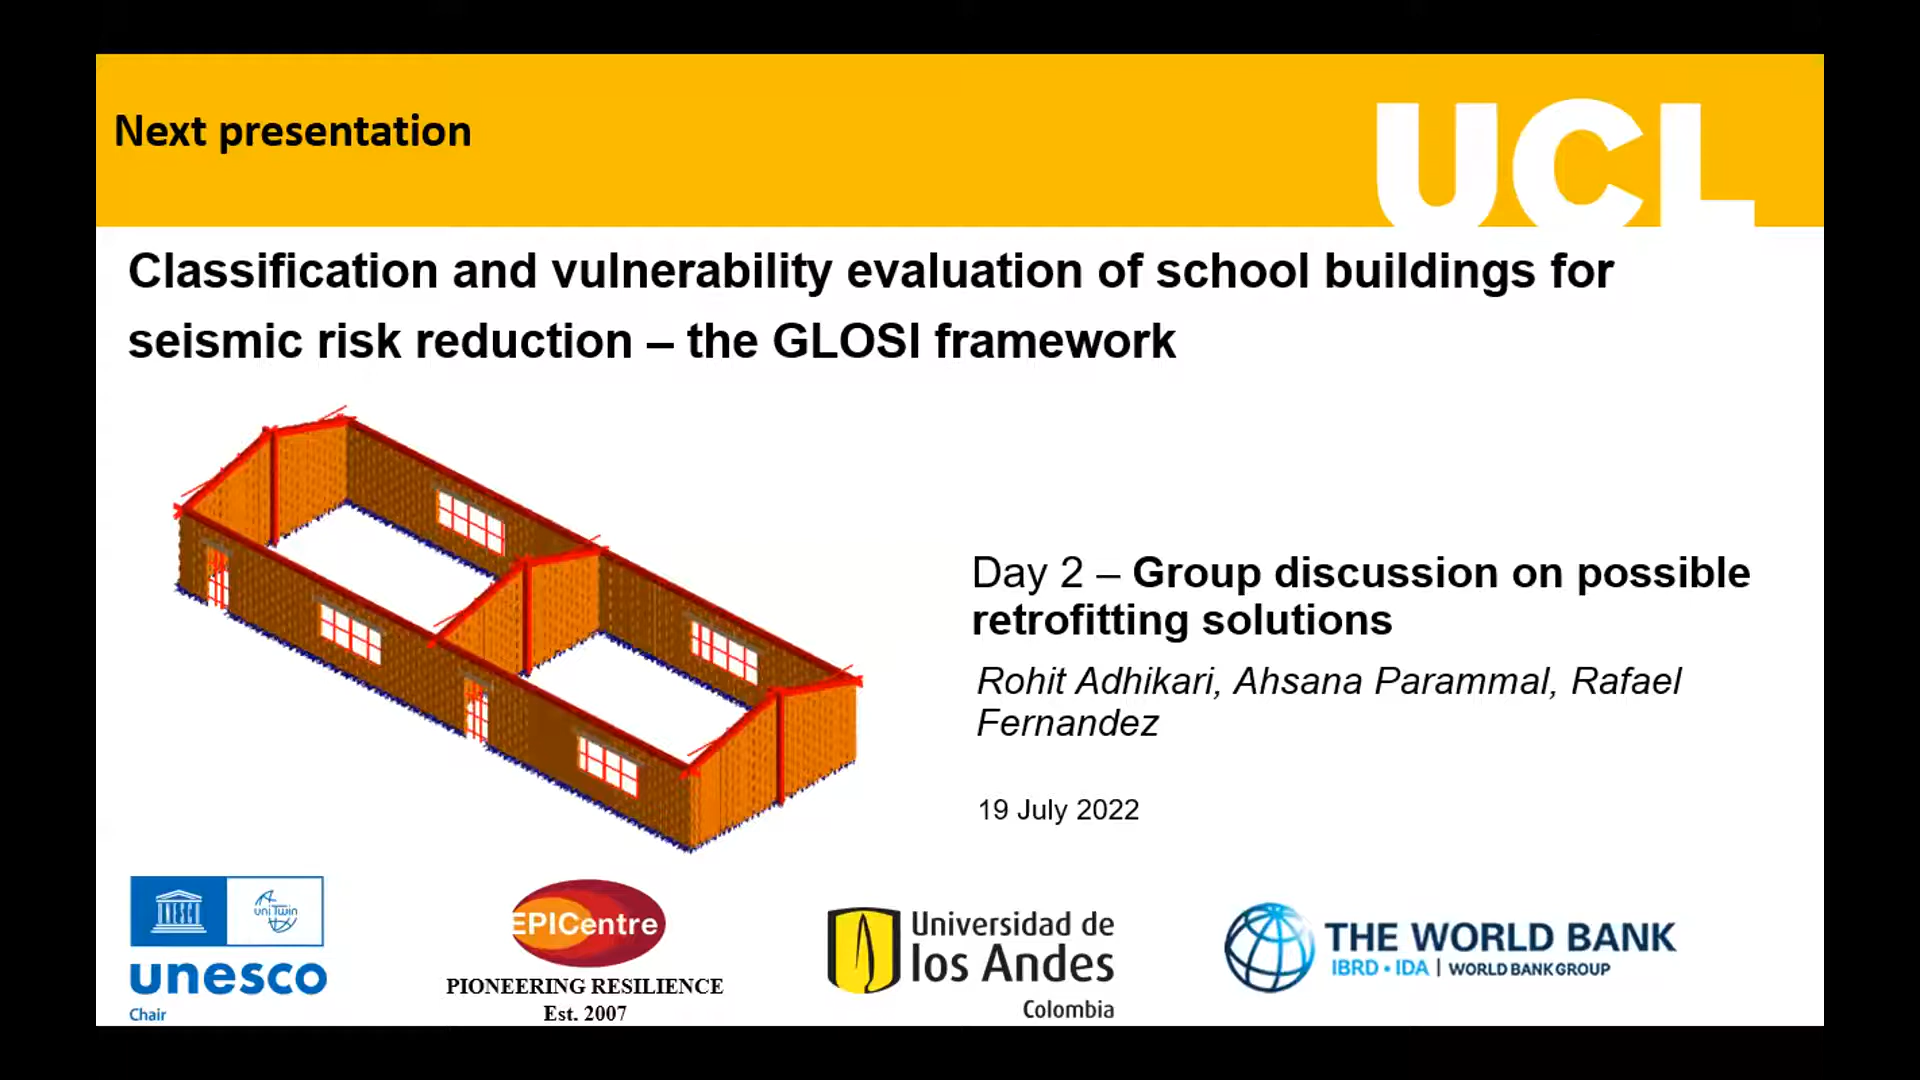 Next presentation
UCL
Classification and vulnerability evaluation of school buildings for
seismic risk reduction – the GLOSI framework
Day 2 – Group discussion on possible
retrofitting solutions
Rohit Adhikari, Ahsana Parammal, Rafael
Fernandez
19 July 2022
UNESCO
uniTwin
unesco
Chair
EPICentre
PIONEERING RESILIENCE
Est. 2007
Universidad de
los Andes
Colombia
THE WORLD BANK
IBRD • IDA | WORLD BANK GROUP